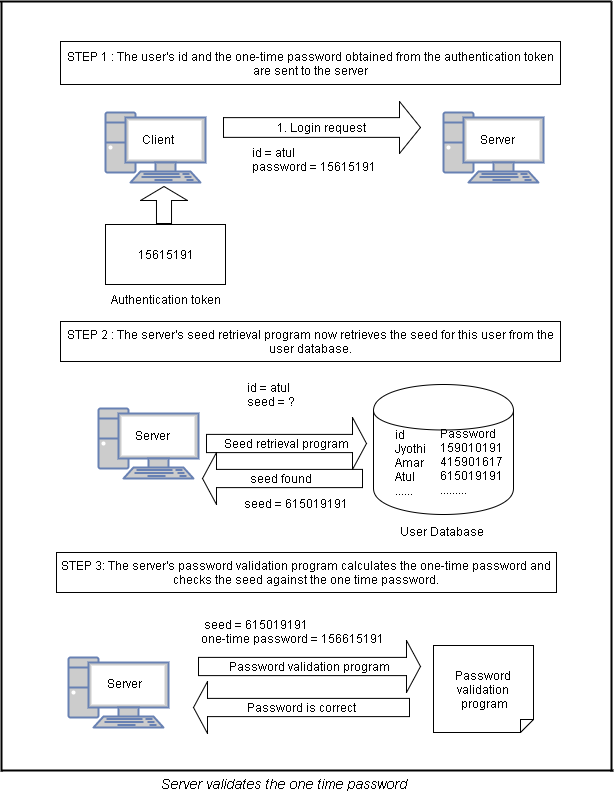 STEP 1 : The user's id and the one-time password obtained from the authentication token
are sent to the server
Client
1. Login request
Server
id = atul
password = 15615191
15615191
Authentication token
STEP 2 : The server's seed retrieval program now retrieves the seed for this user from the
user database.
id = atul
seed = ?
Server
Seed retrieval program
seed found
seed = 615019191
id Password
Jyothi 159010191
Amar 415901617
Atul 615019191
...... .........
User Database
STEP 3: The server's password validation program calculates the one-time password and
checks the seed against the one time password.
seed = 615019191
one-time password = 156615191
Server
Password validation program
Password is correct
Password
validation
program
Server validates the one time password